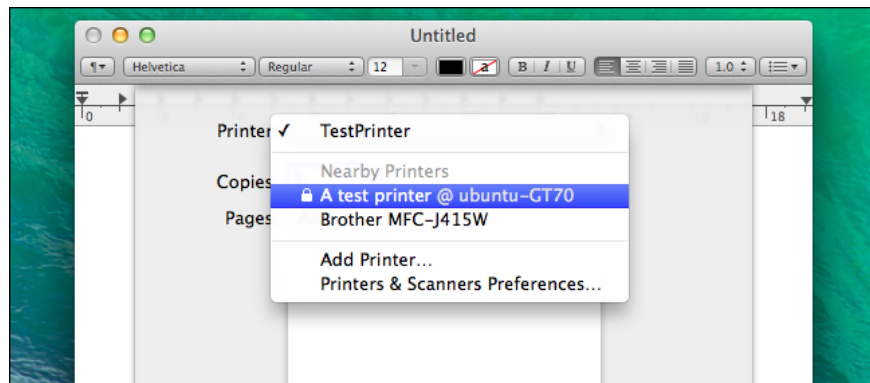 Untitled
¶ Helvetica Regular 12 a B I U 1.0
0 18
Printer ✓ TestPrinter
Nearby Printers
Copies
A test printer @ ubuntu-GT70
Pages Brother MFC-J415W
Add Printer...
Printers & Scanners Preferences...